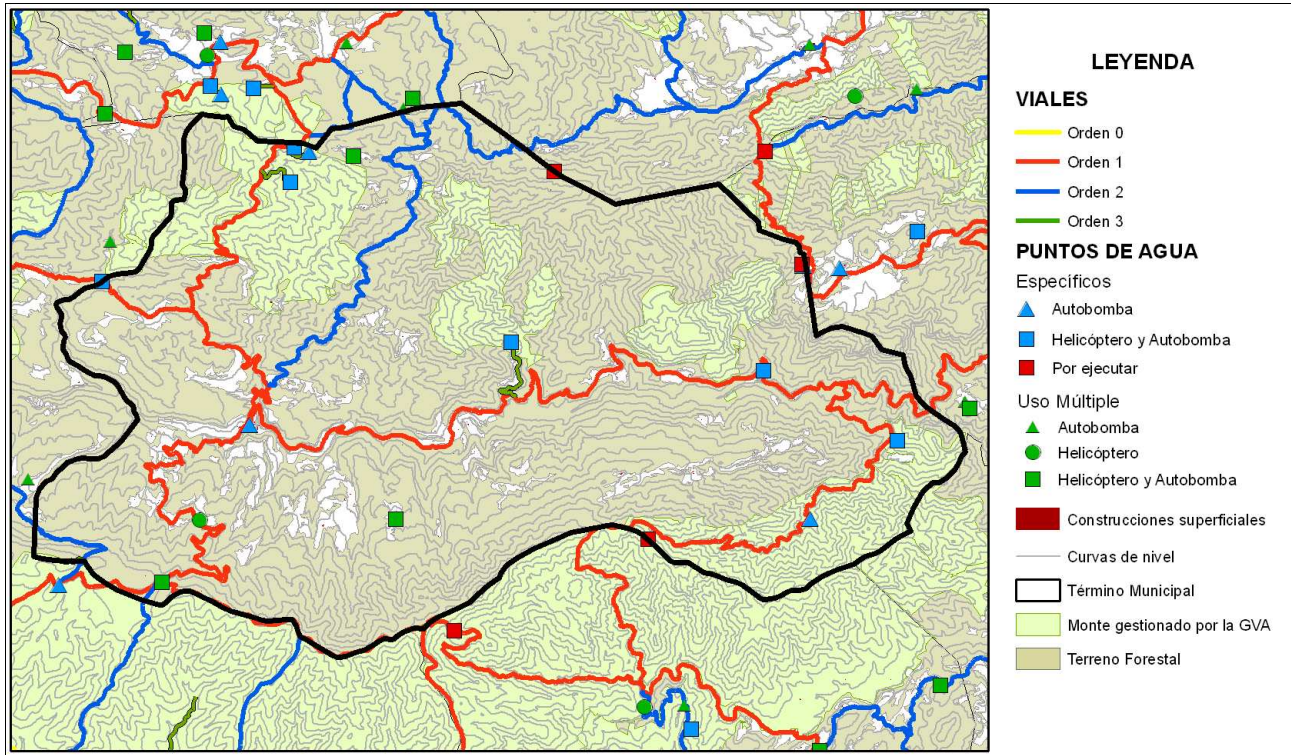 LEYENDA
VIALES
Orden 0
Orden 1
Orden 2
Orden 3
PUNTOS DE AGUA
Específicos
Autobomba
Helicóptero y Autobomba
Por ejecutar
Uso Múltiple
Autobomba
Helicóptero
Helicóptero y Autobomba
Construcciones superficiales
Curvas de nivel
Término Municipal
Monte gestionado por la GVA
Terreno Forestal